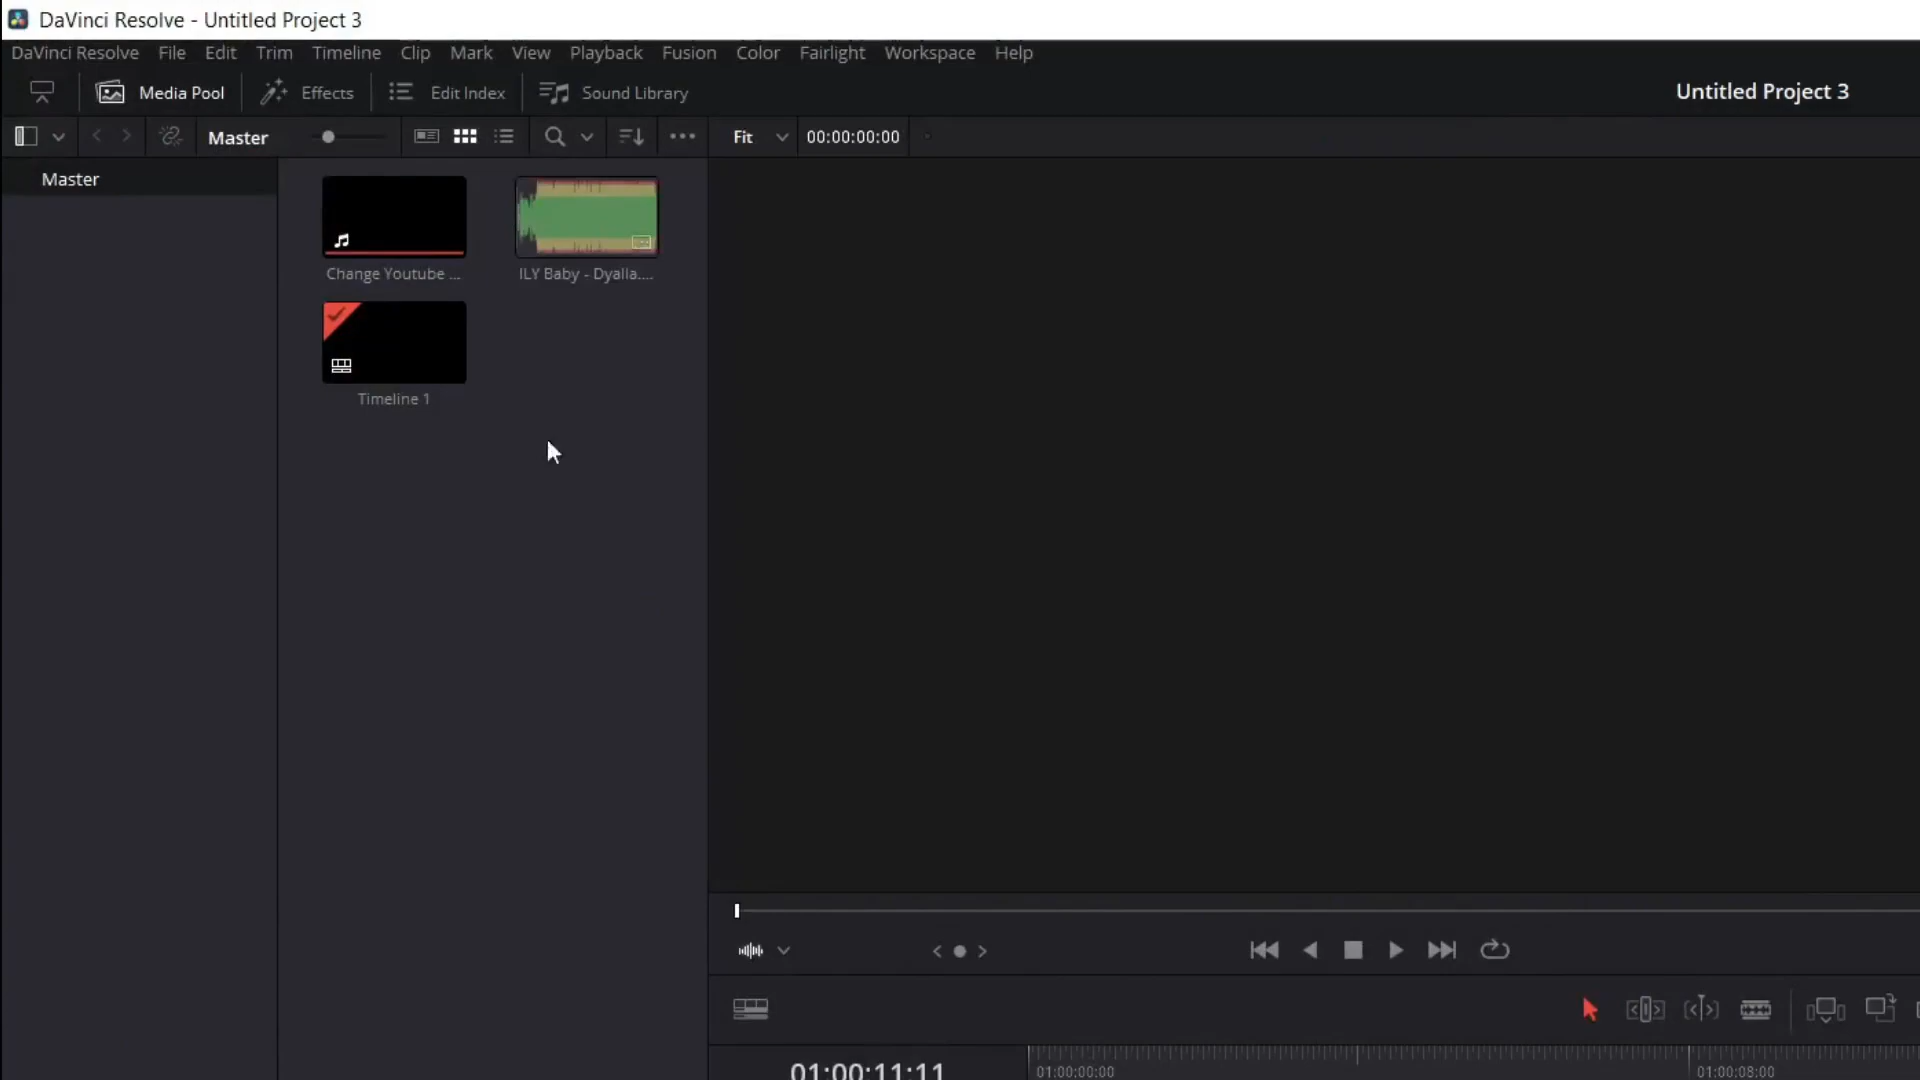 DaVinci Resolve - Untitled Project 3
DaVinci Resolve File Edit Trim Timeline Clip Mark View Playback Fusion Color Fairlight Workspace Help
Media Pool Effects Edit Index Sound Library Untitled Project 3
Master Fit 00:00:00:00
Master
Change Youtube ... ILY Baby - Dyalla....
Timeline 1
01:00:11:11 01:00:00:00 01:00:08:00